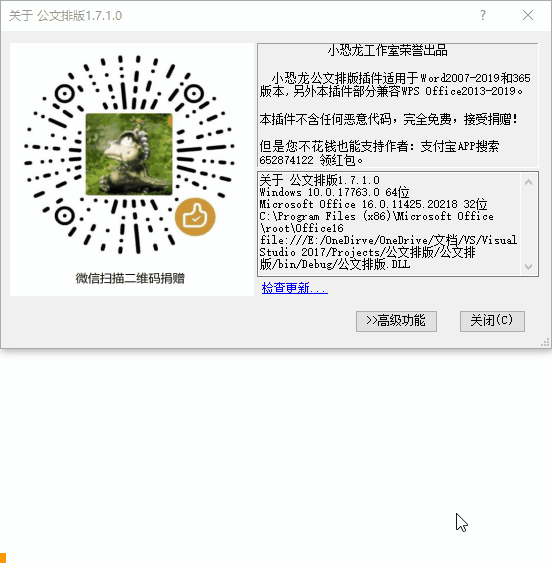 关于 公文排版1.7.1.0
小恐龙工作室荣誉出品
小恐龙公文排版插件适用于Word2007-2019和365
版本，另外本插件部分兼容WPS Office2013-2019。
本插件不含任何恶意代码，完全免费，接受捐赠！
但是您不花钱也能支持作者：支付宝APP搜索
652874122 领红包。
微信扫描二维码捐赠
关于 公文排版1.7.1.0
Windows 10.0.17763.0 64位
Microsoft Office 16.0.11425.20218 32位
C:\Program Files (x86)\Microsoft Office
\root\Office16
file:///E:/OneDirve/OneDrive/文档/VS/Visual
Studio 2017/Projects/公文排版/公文排
版/bin/Debug/公文排版.DLL
检查更新...
>>高级功能
关闭(C)